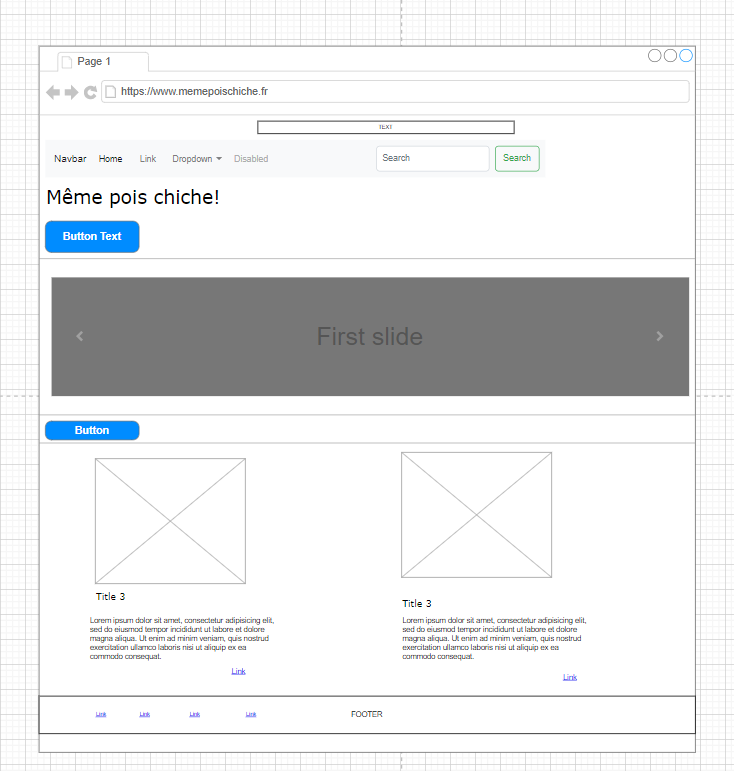 Page 1
https://www.memepoischiche.fr
TEXT
Navbar Home Link Dropdown Disabled Search Search
Même pois chiche!
Button Text
First slide
Button
Title 3
Lorem ipsum dolor sit amet, consectetur adipisicing elit,
sed do eiusmod tempor incididunt ut labore et dolore
magna aliqua. Ut enim ad minim veniam, quis nostrud
exercitation ullamco laboris nisi ut aliquip ex ea
commodo consequat.
Link
Title 3
Lorem ipsum dolor sit amet, consectetur adipisicing elit,
sed do eiusmod tempor incididunt ut labore et dolore
magna aliqua. Ut enim ad minim veniam, quis nostrud
exercitation ullamco laboris nisi ut aliquip ex ea
commodo consequat.
Link
Link Link Link Link FOOTER